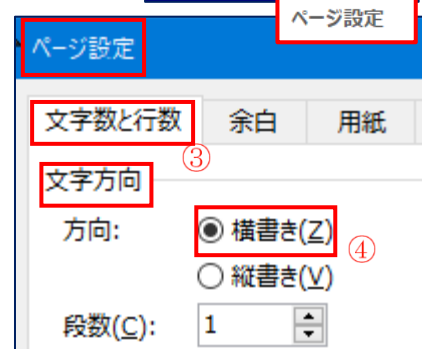 ページ設定
ページ設定
文字数と行数 余白 用紙
③
文字方向
方向: 横書き(Z)
④
縦書き(V)
段数(C): 1